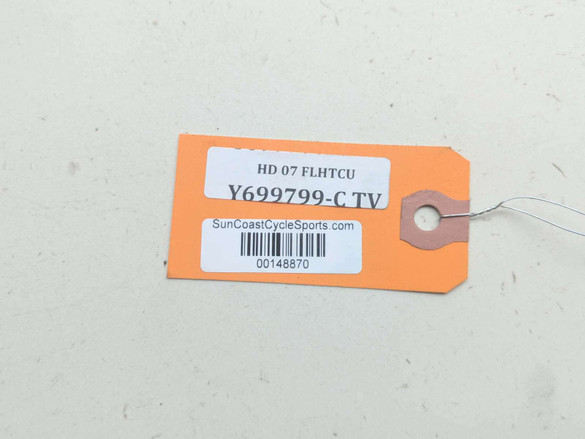 HD 07 FLHTCU
Y699799-C TV
SunCoastCycleSports.com
00148870